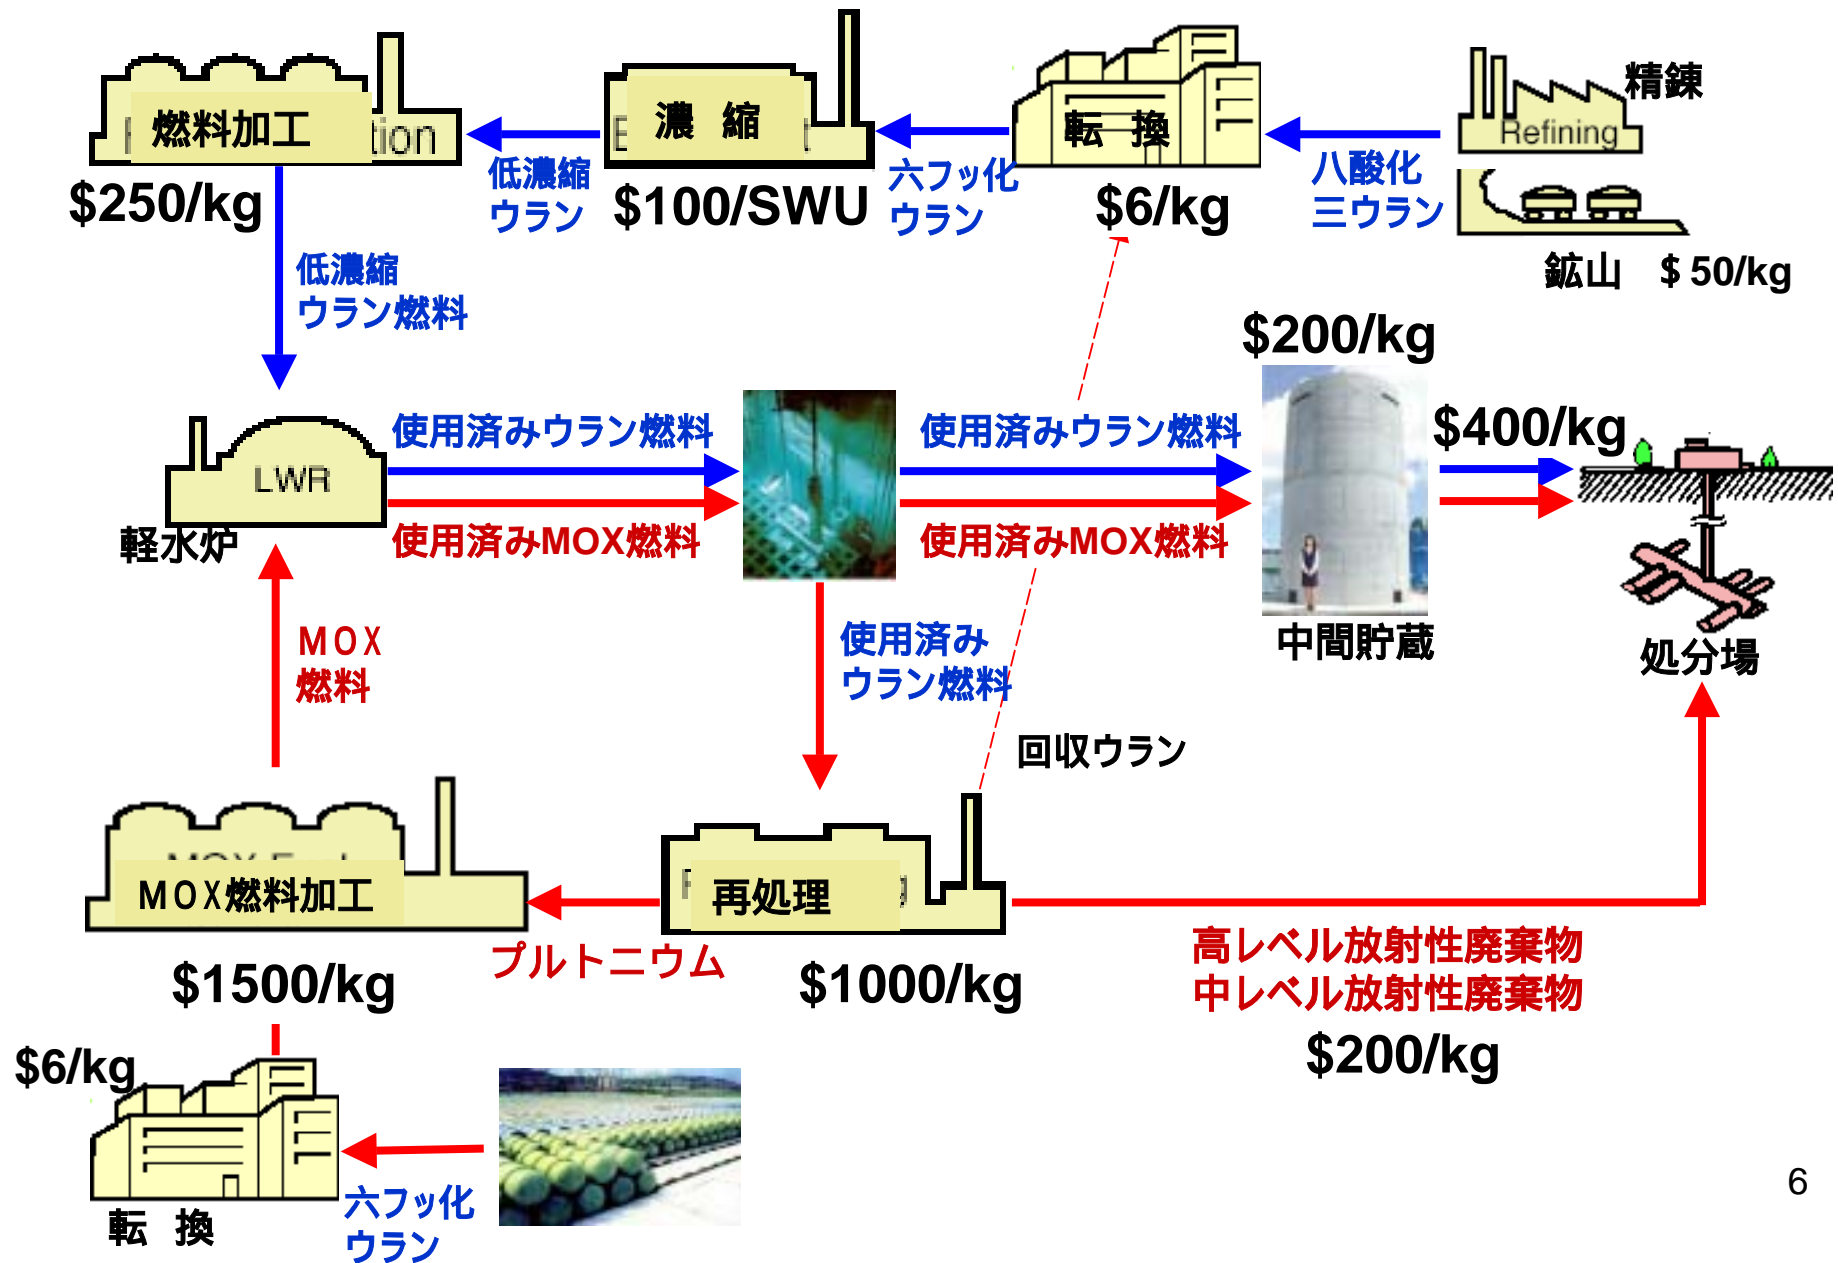 精錬
燃料加工
tion
濃 縮
転 換
Refining
低濃縮
ウラン
六フッ化
ウラン
八酸化
三ウラン
$250/kg
$100/SWU
$6/kg
鉱山 $50/kg
低濃縮
ウラン燃料
$200/kg
使用済みウラン燃料
使用済みウラン燃料
$400/kg
LWR
軽水炉
使用済みMOX燃料
使用済みMOX燃料
中間貯蔵
処分場
MOX
燃料
使用済み
ウラン燃料
回収ウラン
MOX燃料加工
再処理
プルトニウム
高レベル放射性廃棄物
中レベル放射性廃棄物
$1500/kg
$1000/kg
$200/kg
$6/kg
転 換
六フッ化
ウラン
6